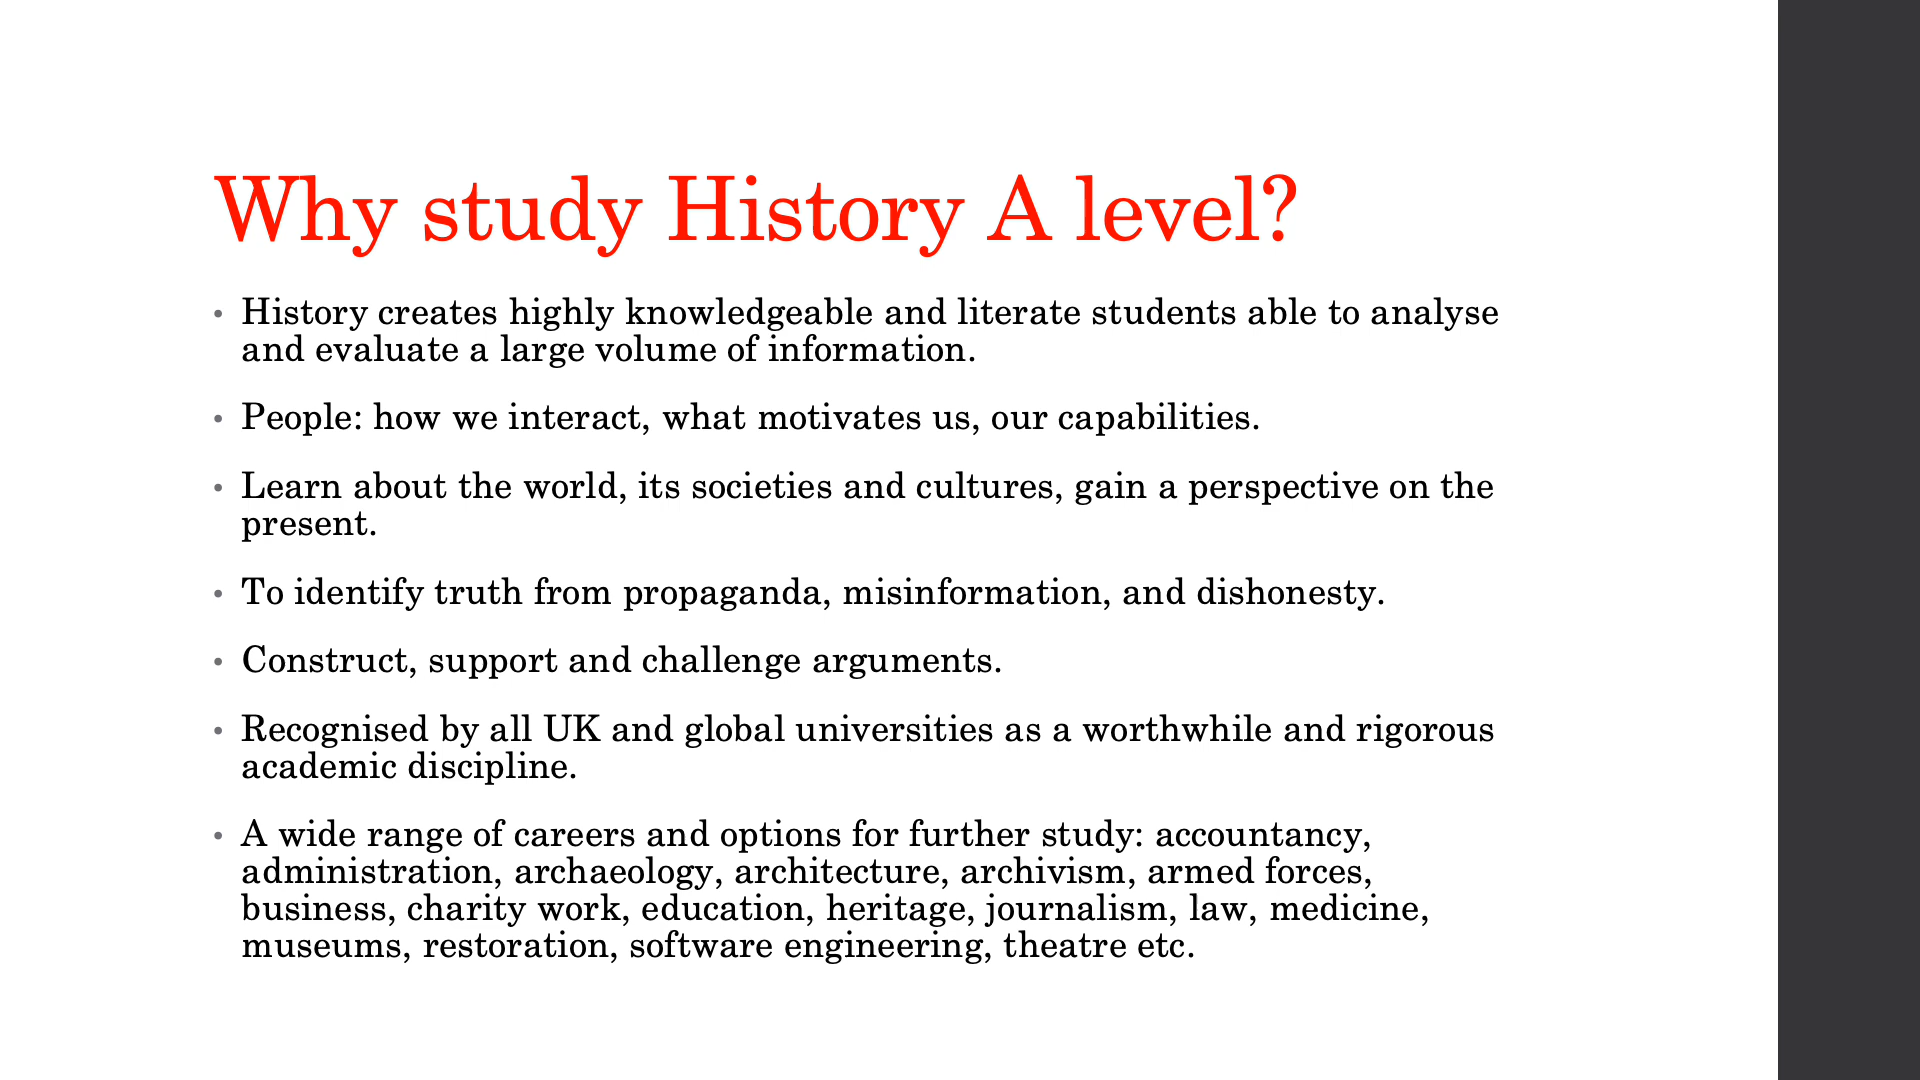 Why study History A level?
• History creates highly knowledgeable and literate students able to analyse
and evaluate a large volume of information.
• People: how we interact, what motivates us, our capabilities.
• Learn about the world, its societies and cultures, gain a perspective on the
present.
• To identify truth from propaganda, misinformation, and dishonesty.
• Construct, support and challenge arguments.
• Recognised by all UK and global universities as a worthwhile and rigorous
academic discipline.
• A wide range of careers and options for further study: accountancy,
administration, archaeology, architecture, archivism, armed forces,
business, charity work, education, heritage, journalism, law, medicine,
museums, restoration, software engineering, theatre etc.